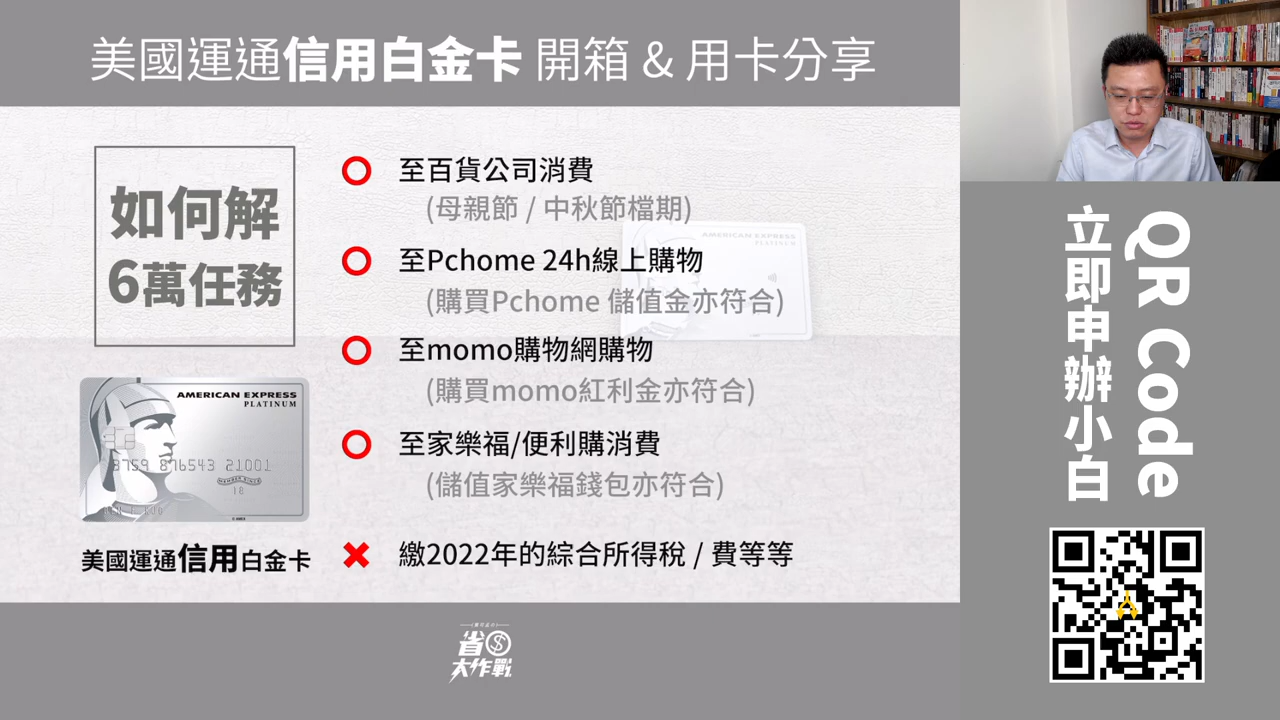 美國運通信用白金卡 開箱 & 用卡分享
如何解
6萬任務
至百貨公司消費
(母親節 / 中秋節檔期)
至Pchome 24h線上購物
(購買Pchome 儲值金亦符合)
至momo購物網購物
(購買momo紅利金亦符合)
至家樂福/便利購消費
(儲值家樂福錢包亦符合)
繳2022年的綜合所得稅 / 費等等
AMERICAN EXPRESS
PLATINUM
AMERICAN EXPRESS
PLATINUM
3759 876543 21001
MEMBER SINCE
18
美國運通信用白金卡
省
大作戰
QR Code
立即申辦小白